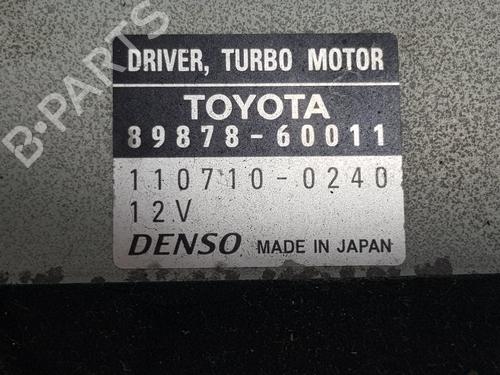 DRIVER, TURBO MOTOR
TOYOTA
89878-60011
110710-0240
12V
DENSO MADE IN JAPAN
B-PARTS